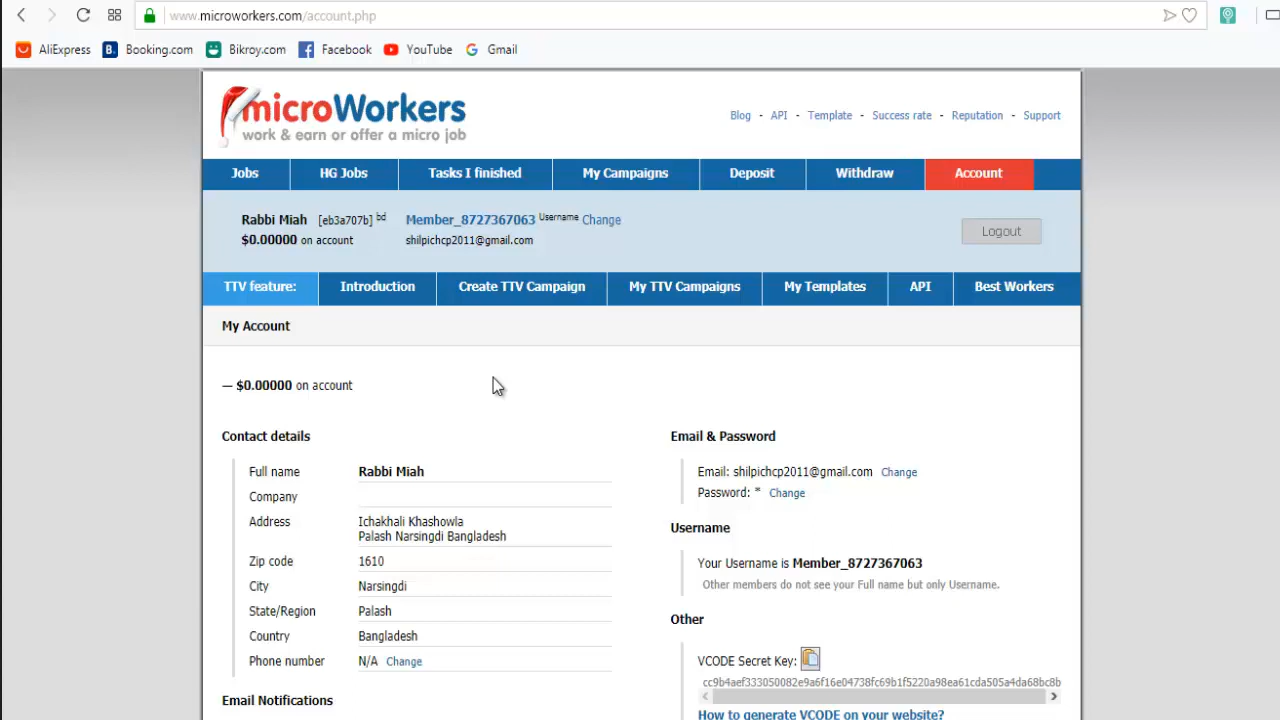 www.microworkers.com/account.php
AliExpress Booking.com Bikroy.com Facebook YouTube Gmail
microWorkers
work & earn or offer a micro job
Blog - API - Template - Success rate - Reputation - Support
Jobs HG Jobs Tasks I finished My Campaigns Deposit Withdraw Account
Rabbi Miah [eb3a707b] bd Member_8727367063 Username Change
$0.00000 on account shilpichcp2011@gmail.com
Logout
TTV feature: Introduction Create TTV Campaign My TTV Campaigns My Templates API Best Workers
My Account
— $0.00000 on account
Contact details
Full name Rabbi Miah
Company
Address Ichakhali Khashowla
Palash Narsingdi Bangladesh
Zip code 1610
City Narsingdi
State/Region Palash
Country Bangladesh
Phone number N/A Change
Email Notifications
Email & Password
Email: shilpichcp2011@gmail.com Change
Password: * Change
Username
Your Username is Member_8727367063
Other members do not see your Full name but only Username.
Other
VCODE Secret Key:
cc9b4aef333050082e9a6f16e04738fc69b1f5220a98ea61cda505a4da68bc8b
How to generate VCODE on your website?